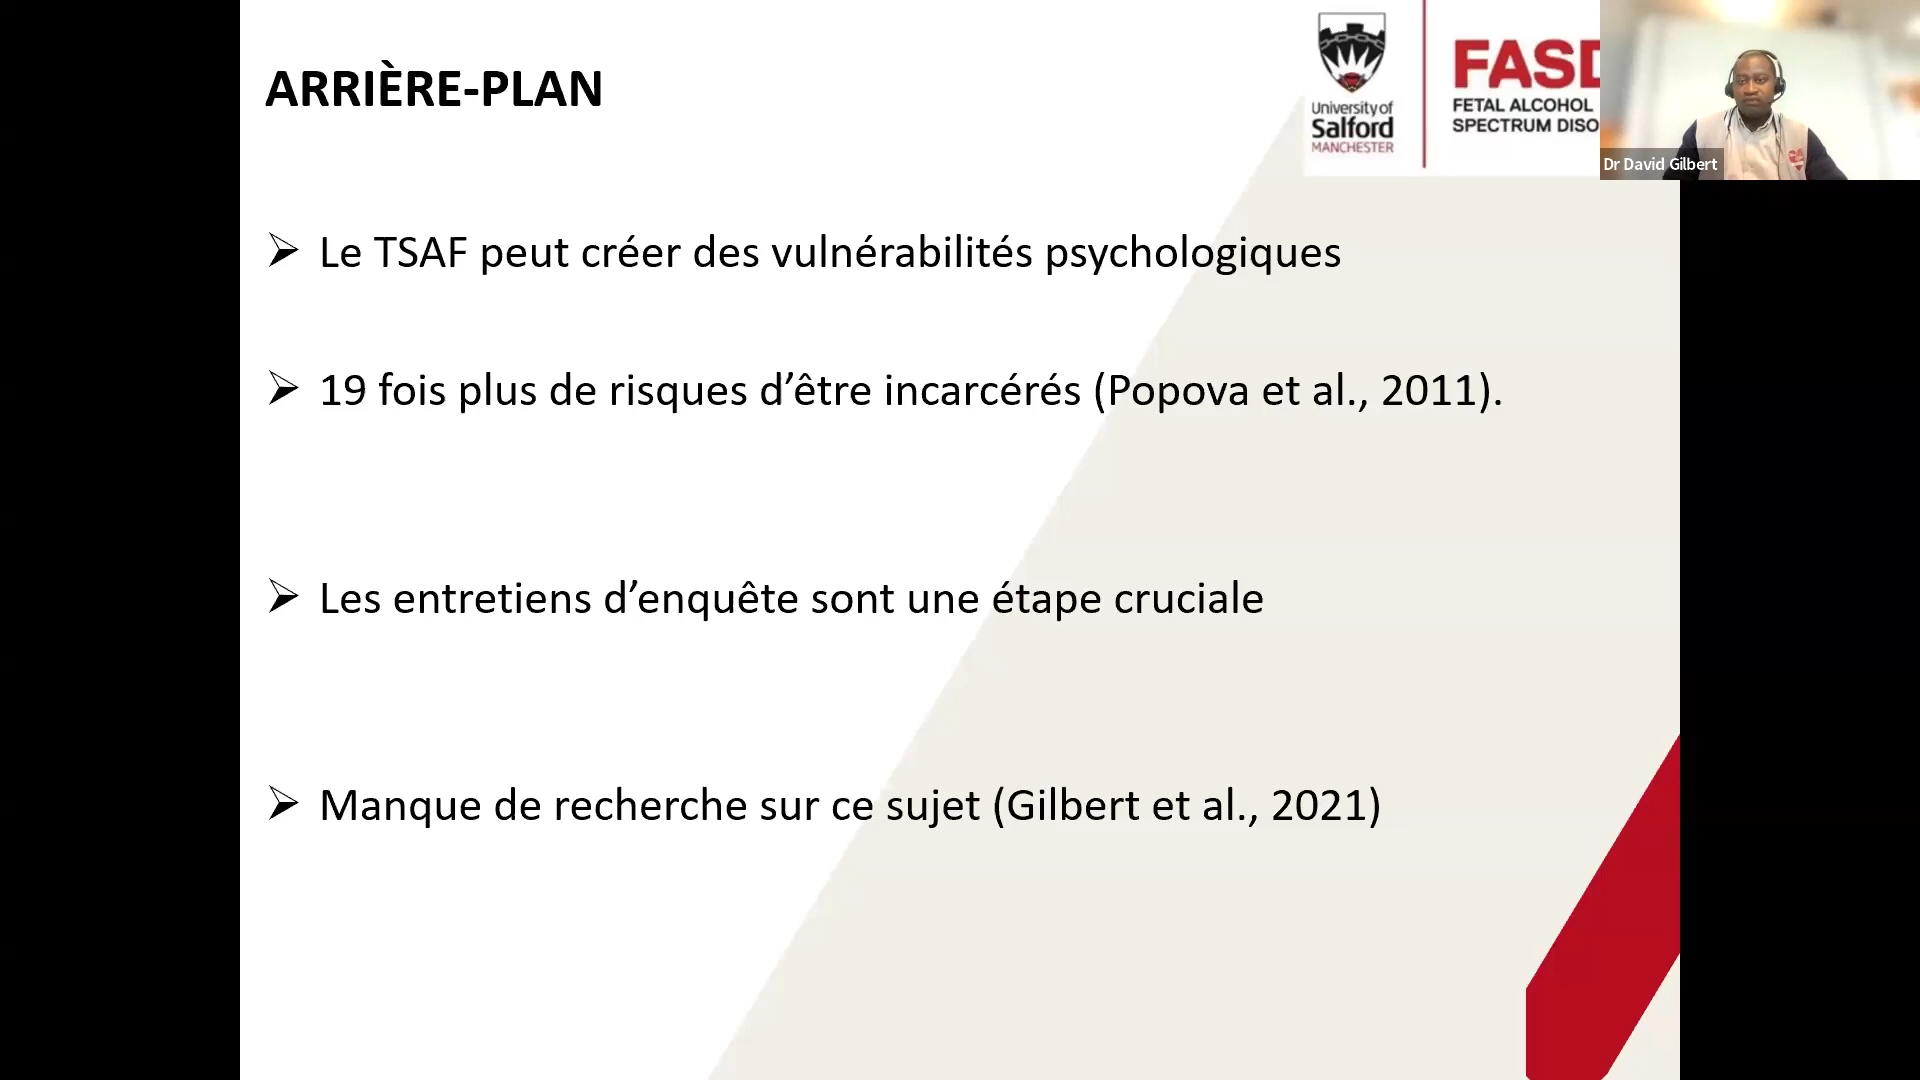 ARRIÈRE-PLAN
University of
Salford
MANCHESTER
FETAL ALCOHOL
SPECTRUM
Dr David Gilbert
➢ Le TSAF peut créer des vulnérabilités psychologiques
➢ 19 fois plus de risques d’être incarcérés (Popova et al., 2011).
➢ Les entretiens d’enquête sont une étape cruciale
➢ Manque de recherche sur ce sujet (Gilbert et al., 2021)